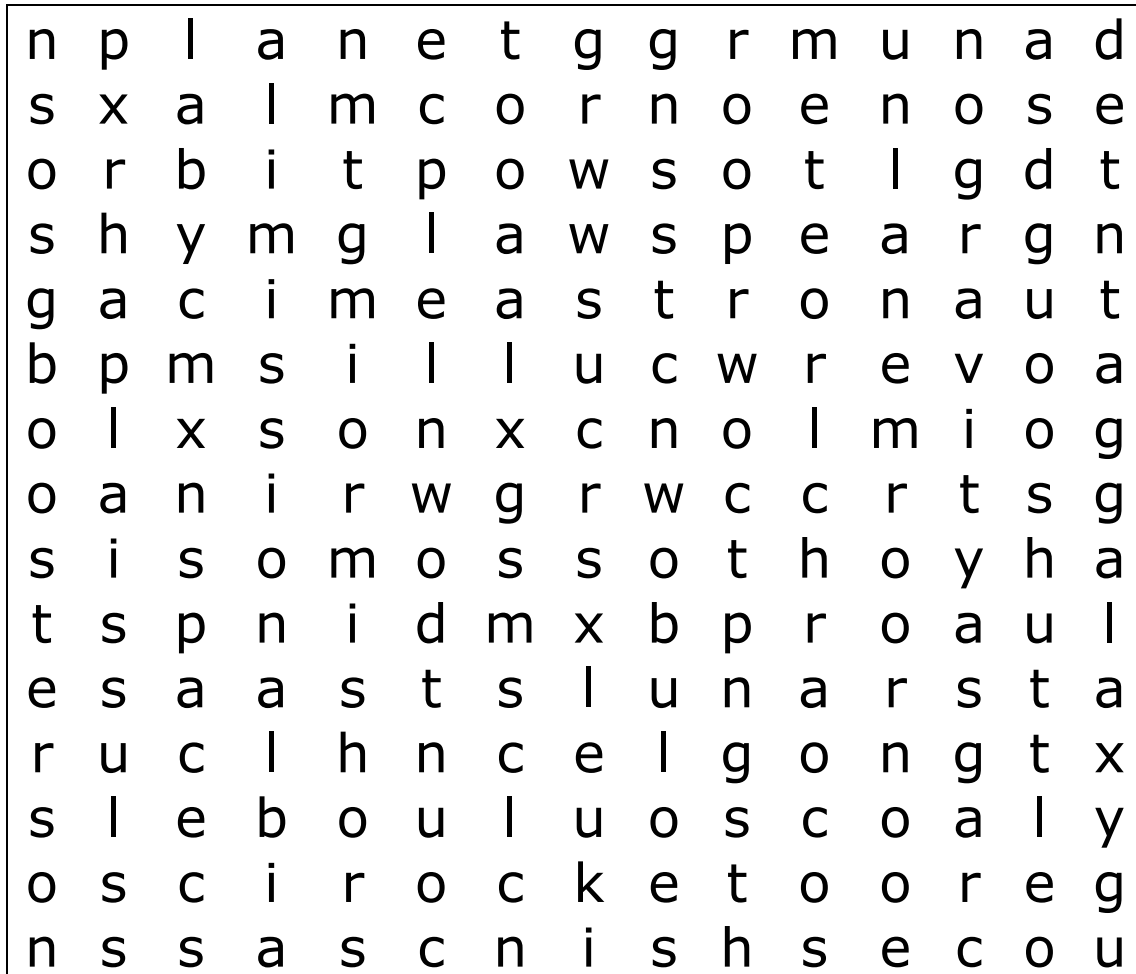 n p l a n e t g g r m u n a d
s x a l m c o r n o e n o s e
o r b i t p o w s o t l g d t
s h y m g l a w s p e a r g n
g a c i m e a s t r o n a u t
b p m s i l l u c w r e v o a
o l x s o n x c n o l m i o g
o a n i r w g r w c c r t s g
s i s o m o s s o t h o y h a
t s p n i d m x b p r o a u l
e s a a s t s l u n a r s t a
r u c l h n c e l g o n g t x
s l e b o u l u o s c o a l y
o s c i r o c k e t o o r e g
n s s a s c n i s h s e c o u